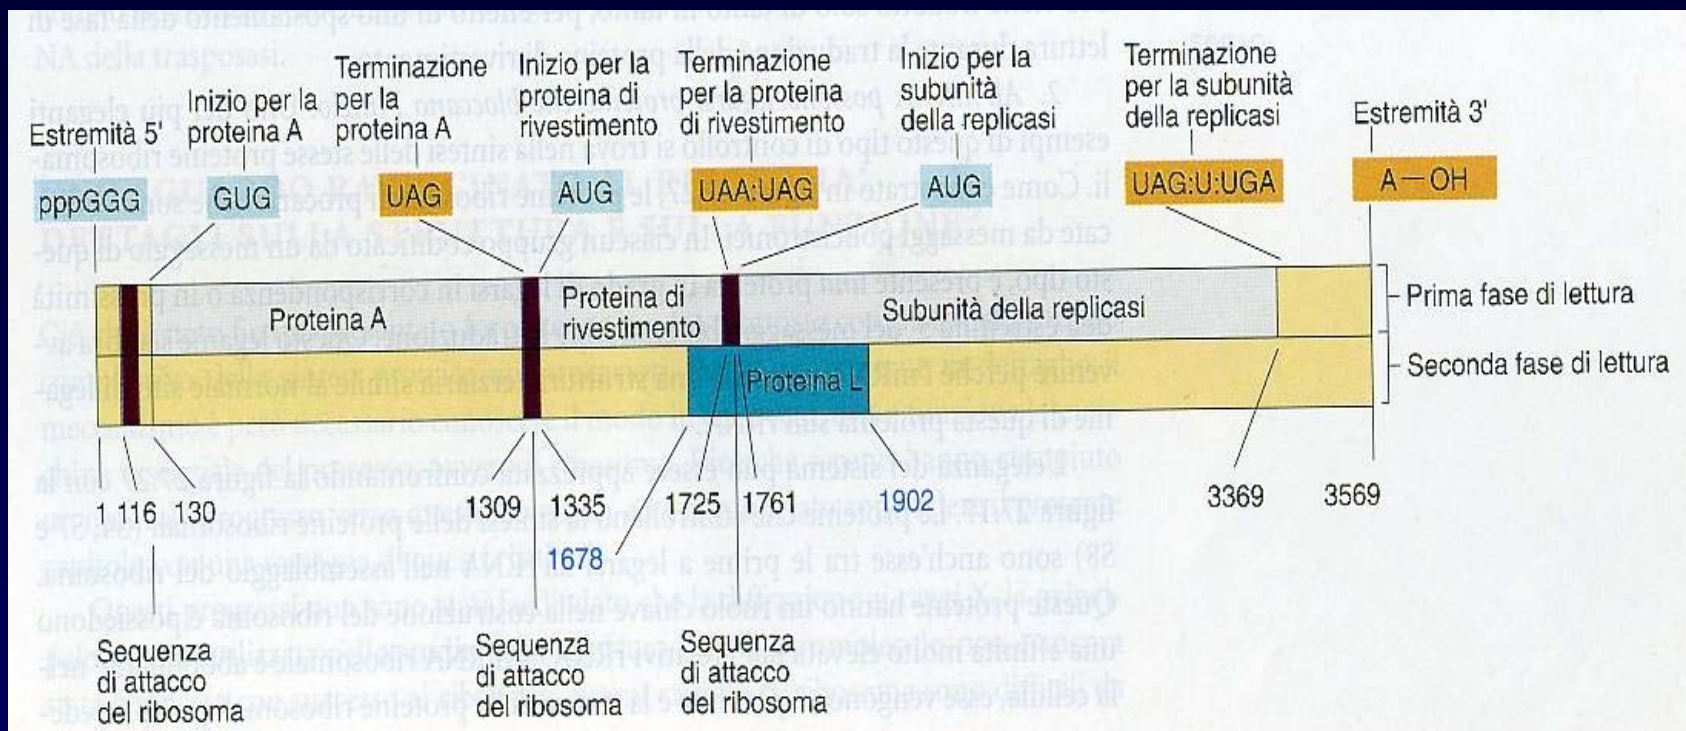 Estremità 5'
Inizio per la
proteina A
Terminazione
per la
proteina A
Inizio per la
proteina di
rivestimento
Terminazione
per la proteina
di rivestimento
Inizio per la
subunità
della replicasi
Terminazione
per la subunità
della replicasi
Estremità 3'
pppGGG
GUG
UAG
AUG
UAA:UAG
AUG
UAG:U:UGA
A—OH
Proteina A
Proteina di
rivestimento
Subunità della replicasi
Prima fase di lettura
Proteina L
Seconda fase di lettura
1 116 130
1309 1335
1725 1761
1902
3369 3569
1678
Sequenza
di attacco
del ribosoma
Sequenza
di attacco
del ribosoma
Sequenza
di attacco
del ribosoma